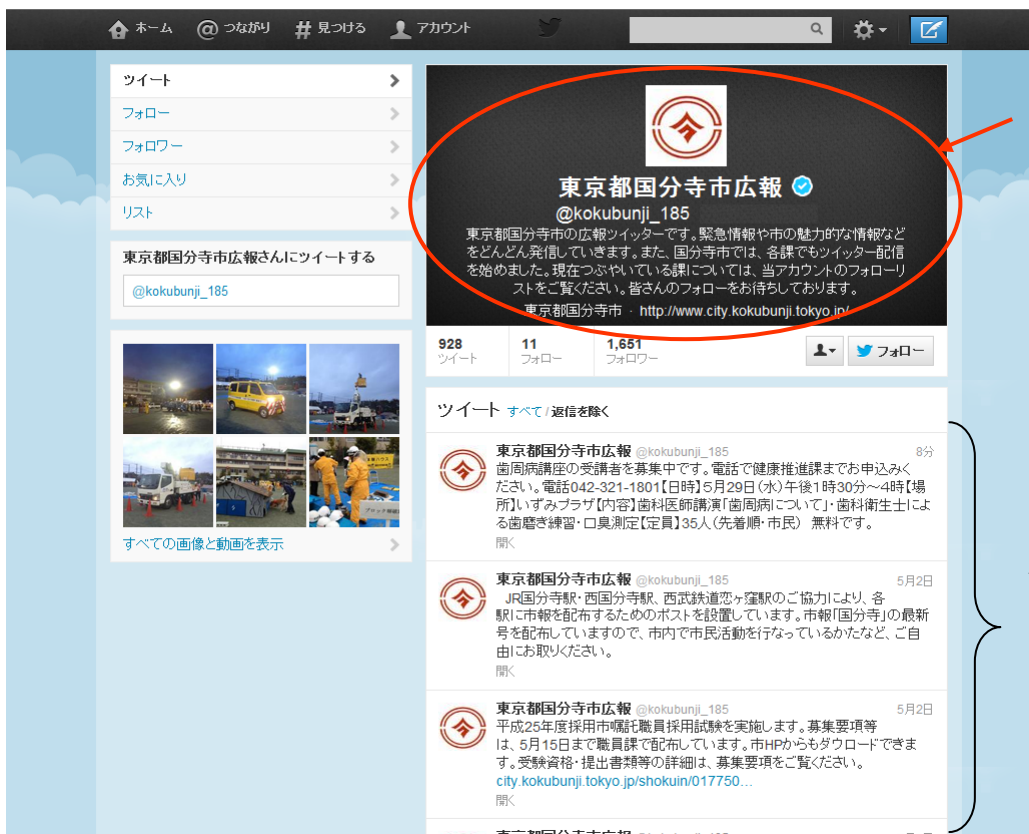 ホーム @ つながり # 見つける アカウント
ツイート
フォロー
フォロワー
お気に入り
リスト
東京都国分寺市広報さんにツイートする
@kokubunji_185
すべての画像と動画を表示
東京都国分寺市広報
@kokubunji_185
東京都国分寺市の広報ツイッターです。緊急情報や市の魅力的な情報など
をどんどん発信していきます。また、国分寺市では、各課でもツイッター配信
を始めました。現在つぶやいている課については、当アカウントのフォローリ
ストをご覧ください。皆さんのフォローをお待ちしております。
東京都国分寺市 · http://www.city.kokubunji.tokyo.jp/
928 11 1,651
ツイート フォロー フォロワー
フォロー
ツイート すべて / 返信を除く
東京都国分寺市広報 @kokubunji_185 8分
歯周病講座の受講者を募集中です。電話で健康推進課までお申込みく
ださい。電話042-321-1801【日時】5月29日(水)午後1時30分~4時【場
所】いずみプラザ【内容】歯科医師講演「歯周病について」・歯科衛生士によ
る歯磨き練習・口臭測定【定員】35人(先着順・市民) 無料です。
開く
東京都国分寺市広報 @kokubunji_185 5月2日
JR国分寺駅・西国分寺駅、西武鉄道恋ヶ窪駅のご協力により、各
駅に市報を配布するためのポストを設置しています。市報「国分寺」の最新
号を配布していますので、市内で市民活動を行なっているかたなど、ご自
由にお取りください。
開く
東京都国分寺市広報 @kokubunji_185 5月2日
平成25年度採用市嘱託職員採用試験を実施します。募集要項等
は、5月15日まで職員課で配布しています。市HPからもダウロードできま
す。受験資格・提出書類等の詳細は、募集要項をご覧ください。
city.kokubunji.tokyo.jp/shokuin/017750...
開く